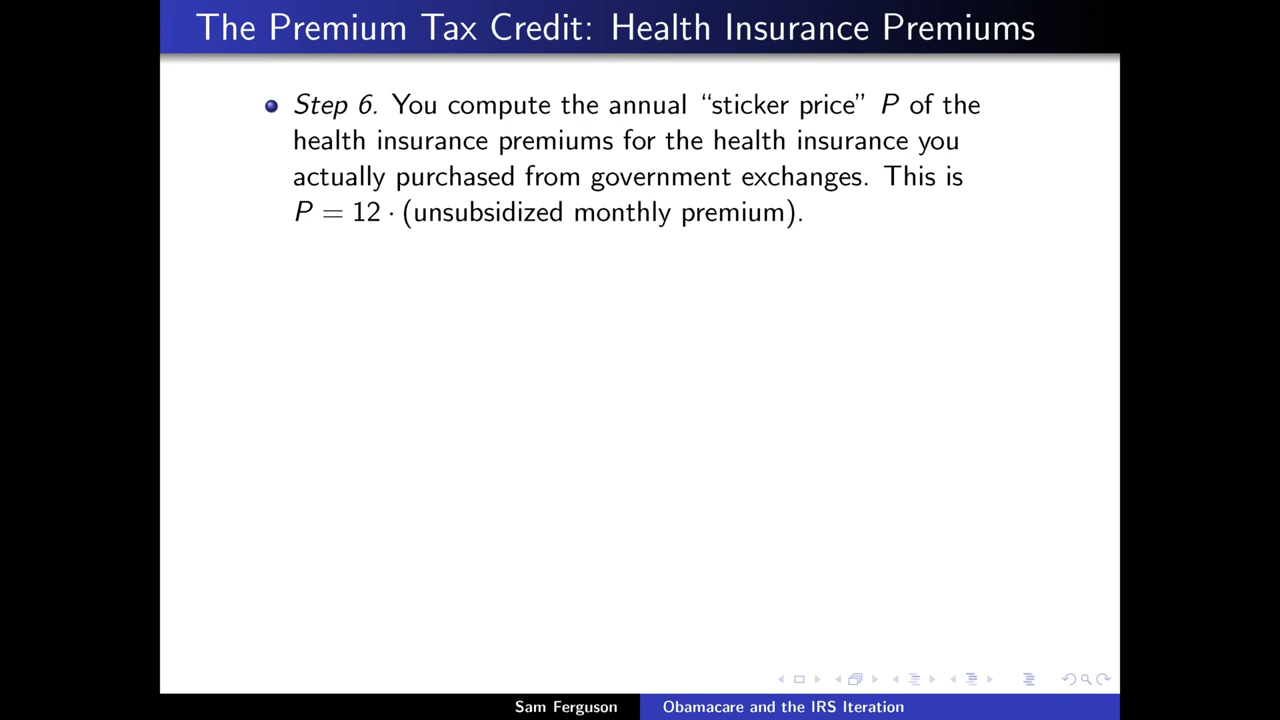 The Premium Tax Credit: Health Insurance Premiums
Step 6. You compute the annual “sticker price” P of the
health insurance premiums for the health insurance you
actually purchased from government exchanges. This is
P = 12 · (unsubsidized monthly premium).
Sam Ferguson
Obamacare and the IRS Iteration